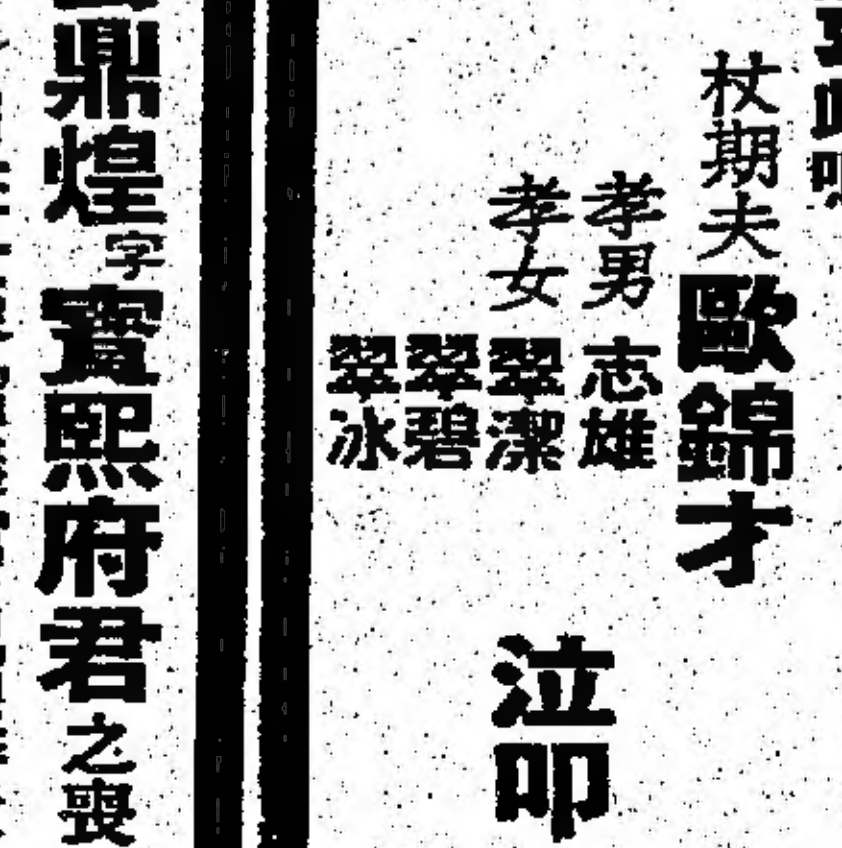 杖期夫歐錦才
孝男 志雄
孝女 翠潔
翠碧
翠冰
泣叩
鼎煌字寶熙府君之喪